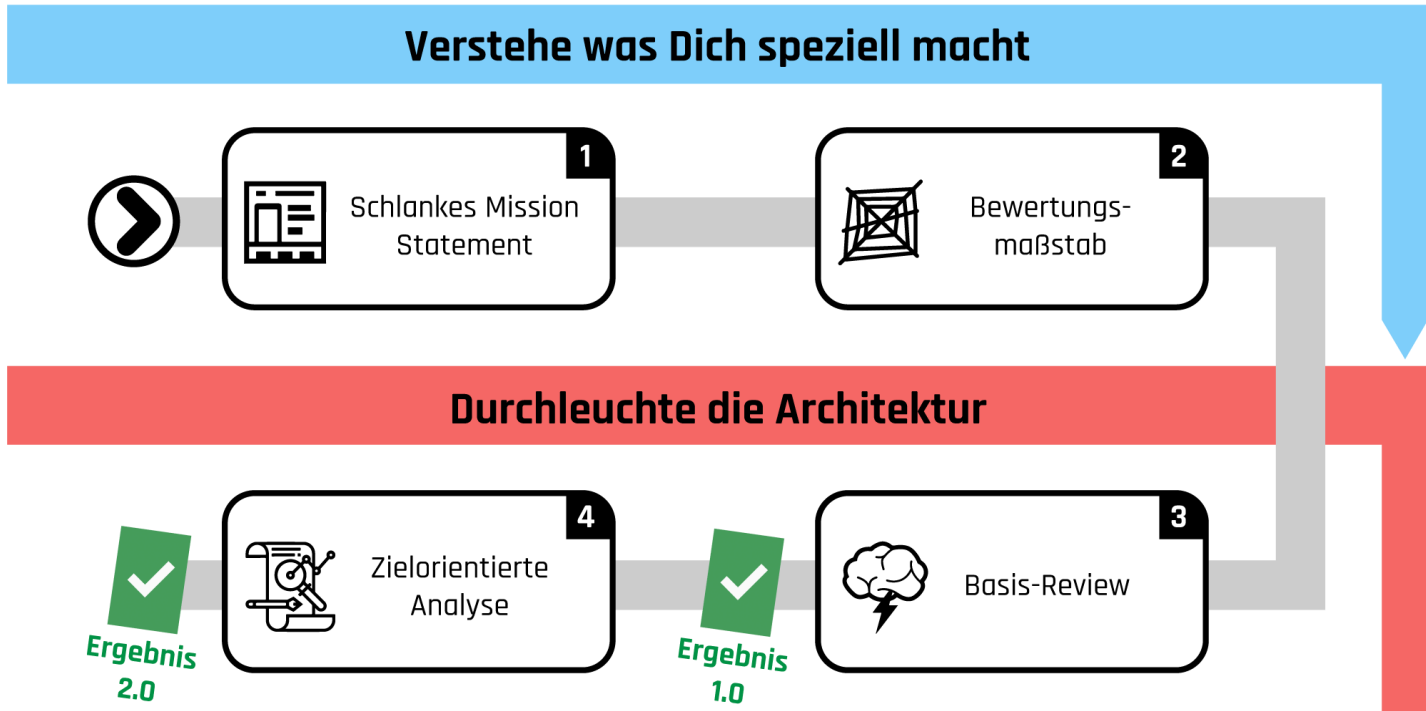 Verstehe was Dich speziell macht
1
Schlankes Mission
Statement
2
Bewertungs-
maßstab
Durchleuchte die Architektur
4
Zielorientierte
Analyse
Ergebnis
2.0
3
Basis-Review
Ergebnis
1.0